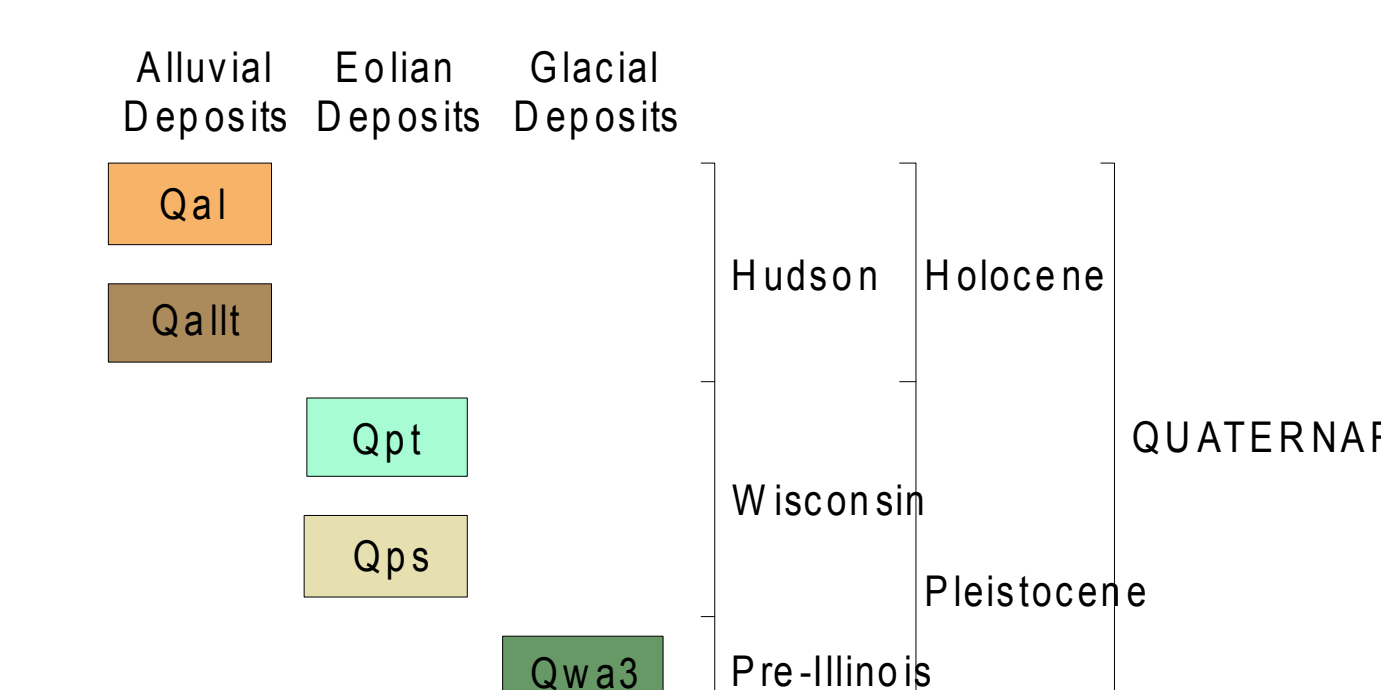 Alluvial Deposits
Eolian Deposits
Glacial Deposits
Qal
Hudson
Holocene
Qallt
Qpt
QUATERNAR
Wisconsin
Qps
Pleistocene
Qwa3
Pre-Illinois